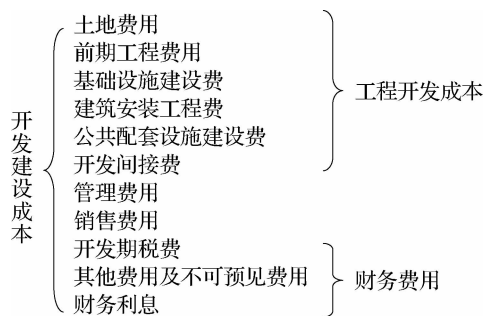 开发建设成本
土地费用
前期工程费用
基础设施建设费
建筑安装工程费
公共配套设施建设费
开发间接费
管理费用
销售费用
开发期税费
其他费用及不可预见费用
财务利息
工程开发成本
财务费用